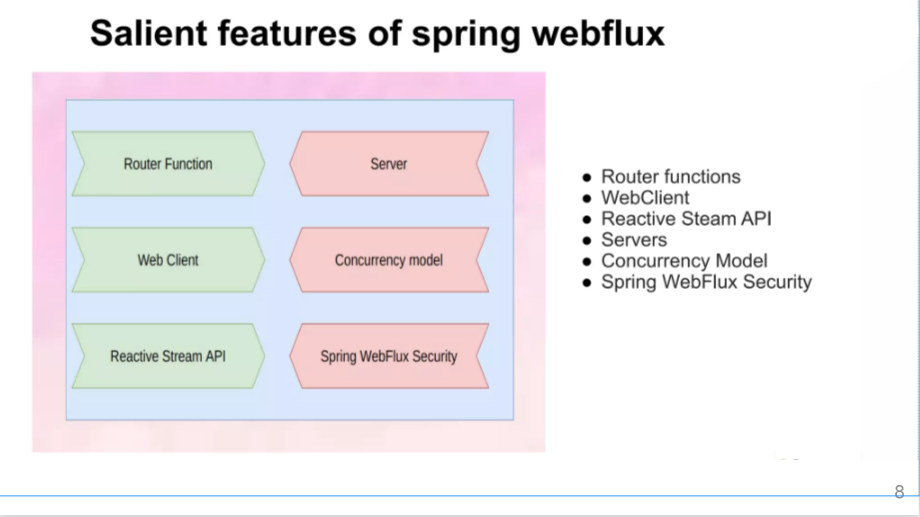 Salient features of spring webflux
Router Function
Server
Web Client
Concurrency model
Reactive Stream API
Spring WebFlux Security
● Router functions
● WebClient
● Reactive Steam API
● Servers
● Concurrency Model
● Spring WebFlux Security
8